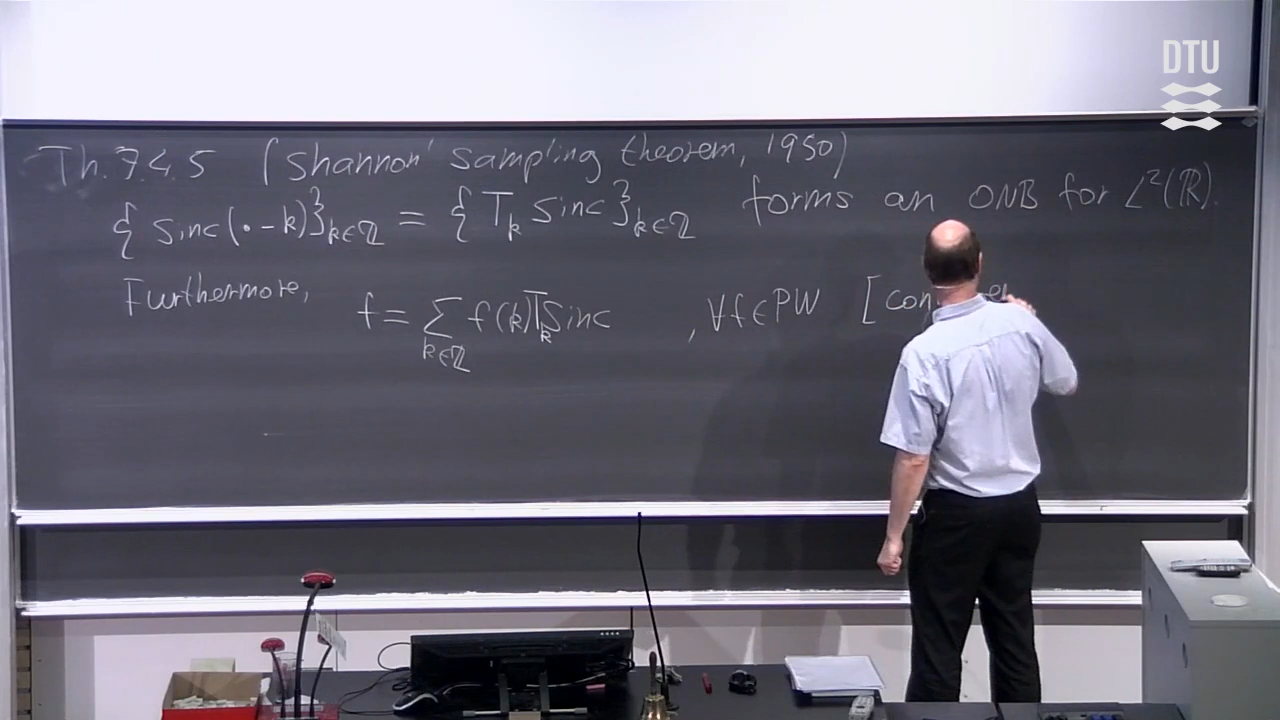 DTU
Th. 7.4.5 (Shannon' sampling theorem, 1950)
{sinc(• - k)}_{k∈ℤ} = {T_k sinc}_{k∈ℤ} forms an ONB for L²(ℝ).
Furthermore, f = ∑_{k∈ℤ} f(k) T_k sinc , ∀f∈PW [con